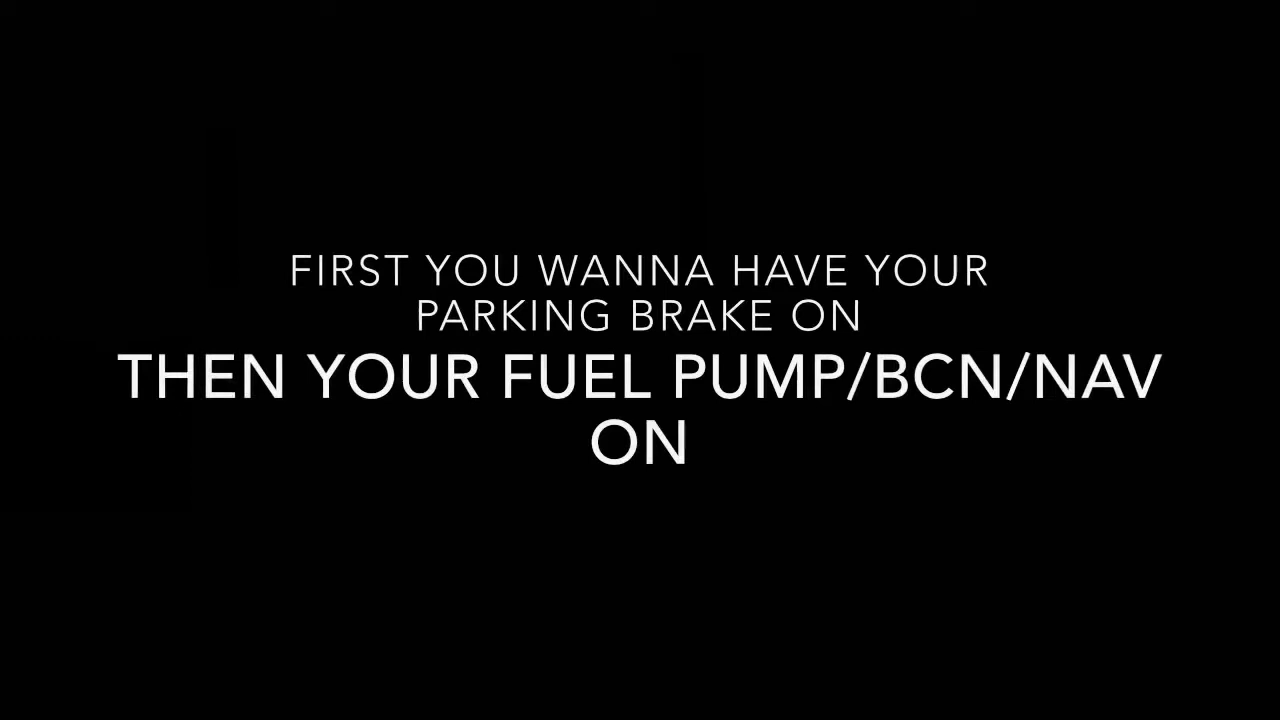 FIRST YOU WANNA HAVE YOUR
PARKING BRAKE ON
THEN YOUR FUEL PUMP/BCN/NAV
ON